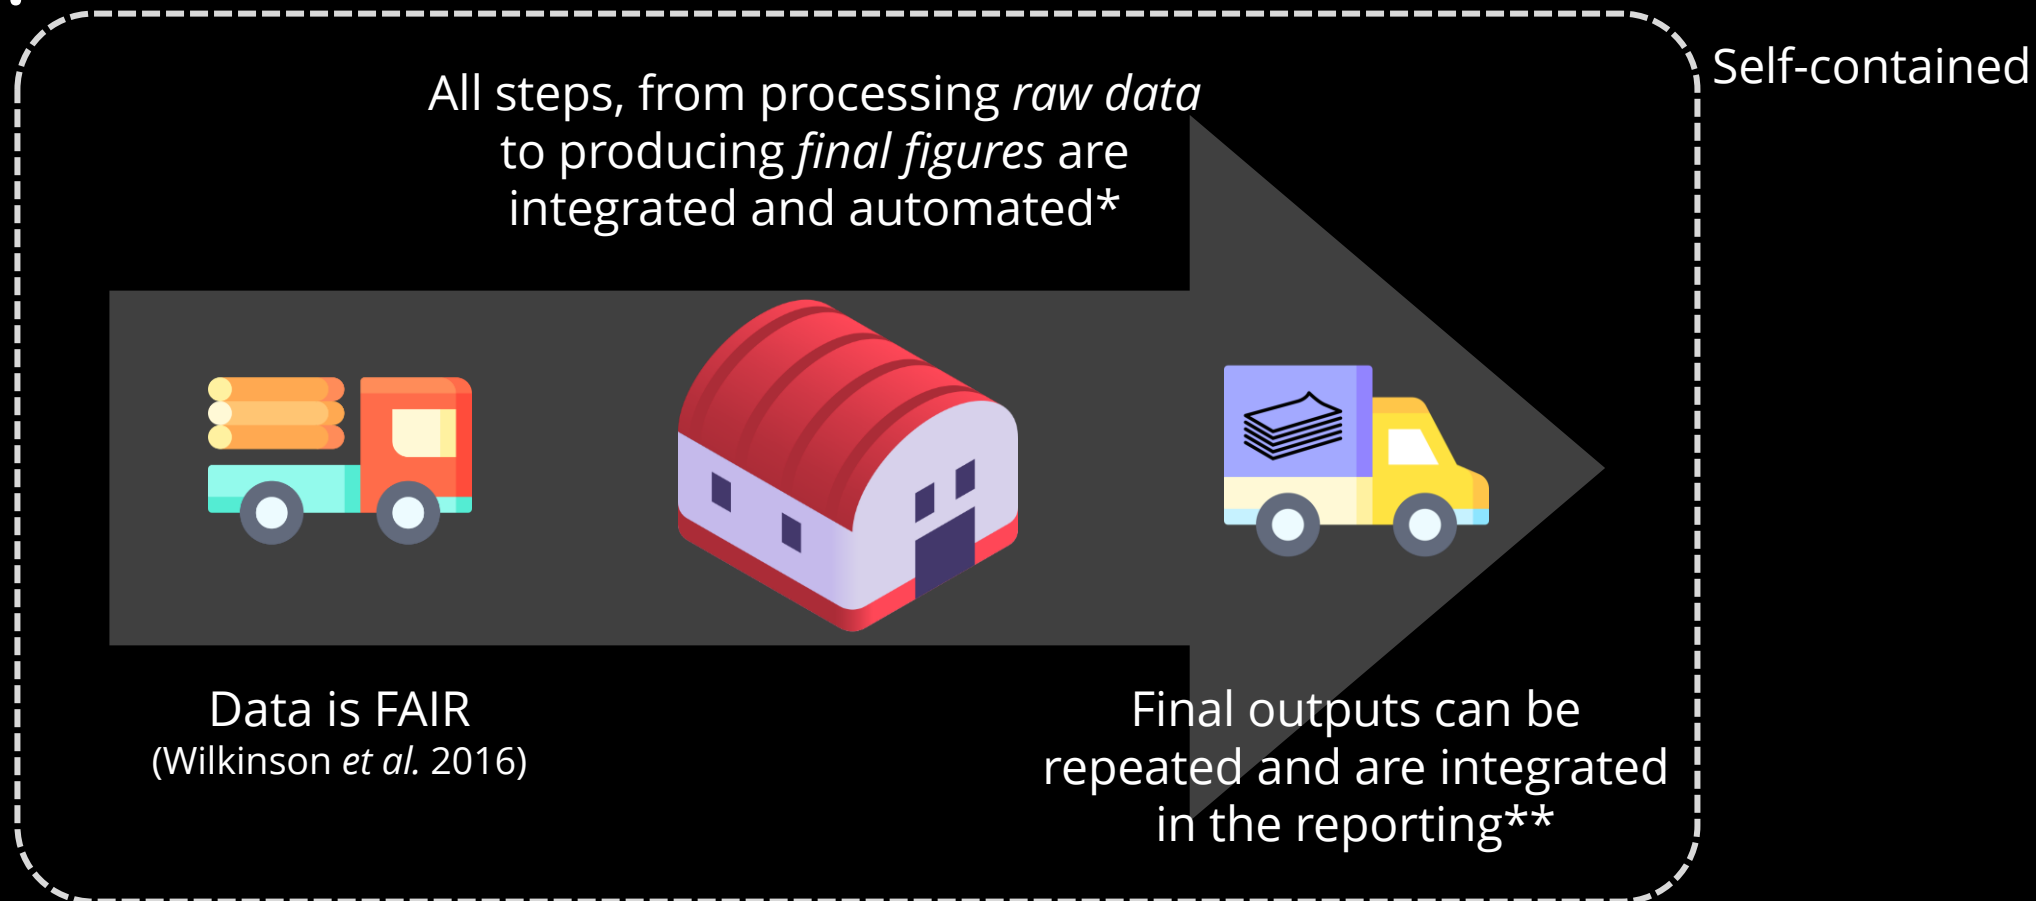 Self-contained
All steps, from processing raw data
to producing final figures are
integrated and automated*
Data is FAIR
(Wilkinson et al. 2016)
Final outputs can be
repeated and are integrated
in the reporting**